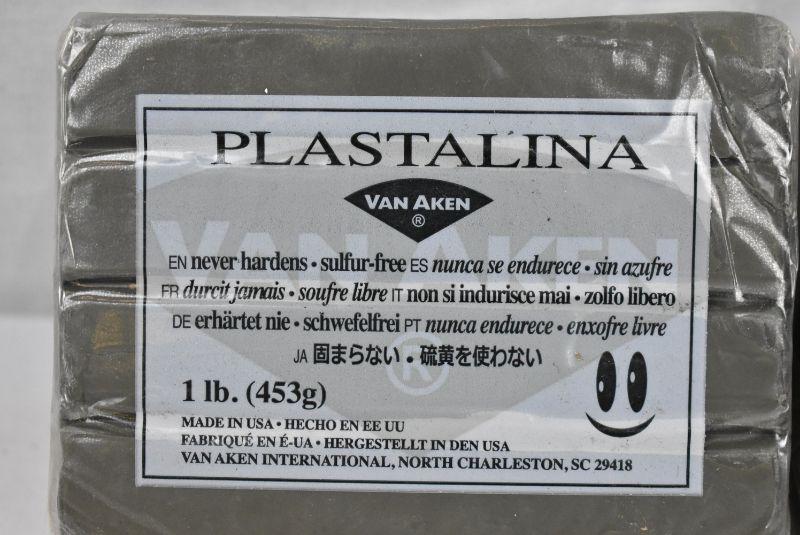 PLASTALINA
VAN AKEN
®
VAN AKEN
EN never hardens • sulfur-free ES nunca se endurece • sin azufre
FR durcit jamais • soufre libre IT non si indurisce mai • zolfo libero
DE erhärtet nie • schwefelfrei PT nunca endurece • enxofre livre
JA 固まらない • 硫黄を使わない
®
1 lb. (453g)
MADE IN USA • HECHO EN EE UU
FABRIQUÉ EN É-UA • HERGESTELLT IN DEN USA
VAN AKEN INTERNATIONAL, NORTH CHARLESTON, SC 29418